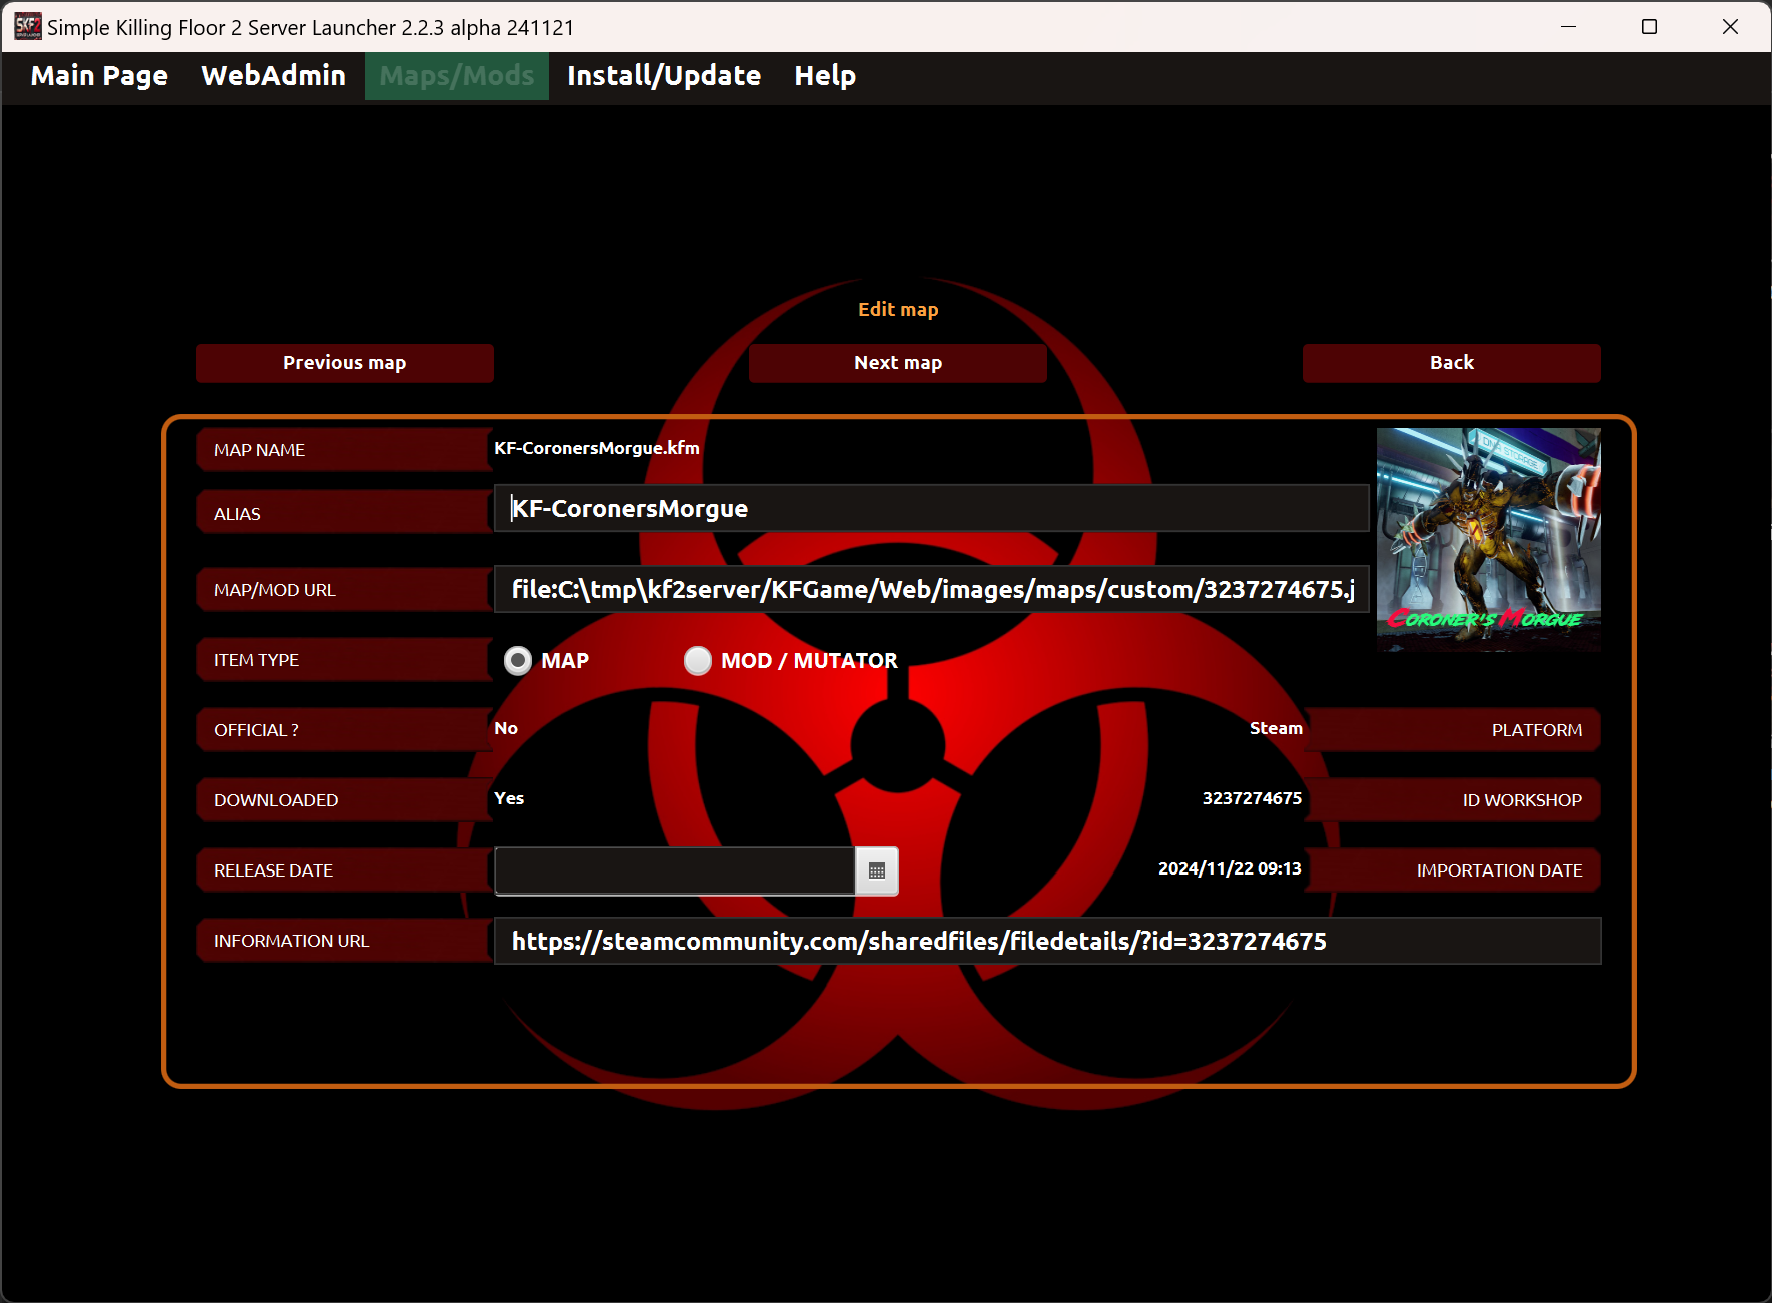 Simple Killing Floor 2 Server Launcher 2.2.3 alpha 241121
Main Page WebAdmin Maps/Mods Install/Update Help
Edit map
Previous map Next map Back
MAP NAME KF-CoronersMorgue.kfm
ALIAS KF-CoronersMorgue
MAP/MOD URL file:C:\tmp\kf2server/KFGame/Web/images/maps/custom/3237274675.j
DNA STORAGE
CORONER'S MORGUE
ITEM TYPE MAP MOD / MUTATOR
OFFICIAL ? No Steam PLATFORM
DOWNLOADED Yes 3237274675 ID WORKSHOP
RELEASE DATE 2024/11/22 09:13 IMPORTATION DATE
INFORMATION URL https://steamcommunity.com/sharedfiles/filedetails/?id=3237274675